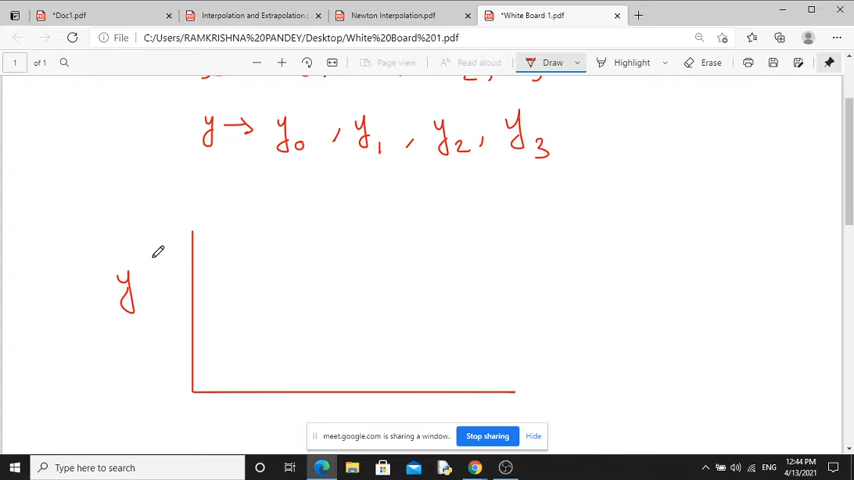 *Doc1.pdf
Interpolation and Extrapolation.p
Newton Interpolation.pdf
*White Board 1.pdf
File
C:/Users/RAMKRISHNA%20PANDEY/Desktop/White%20Board%201.pdf
1 of 1
Page view
Read aloud
Draw
Highlight
Erase
y → y0 , y1 , y2 , y3
y
meet.google.com is sharing a window.
Stop sharing
Hide
Type here to search
ENG
12:44 PM
4/13/2021